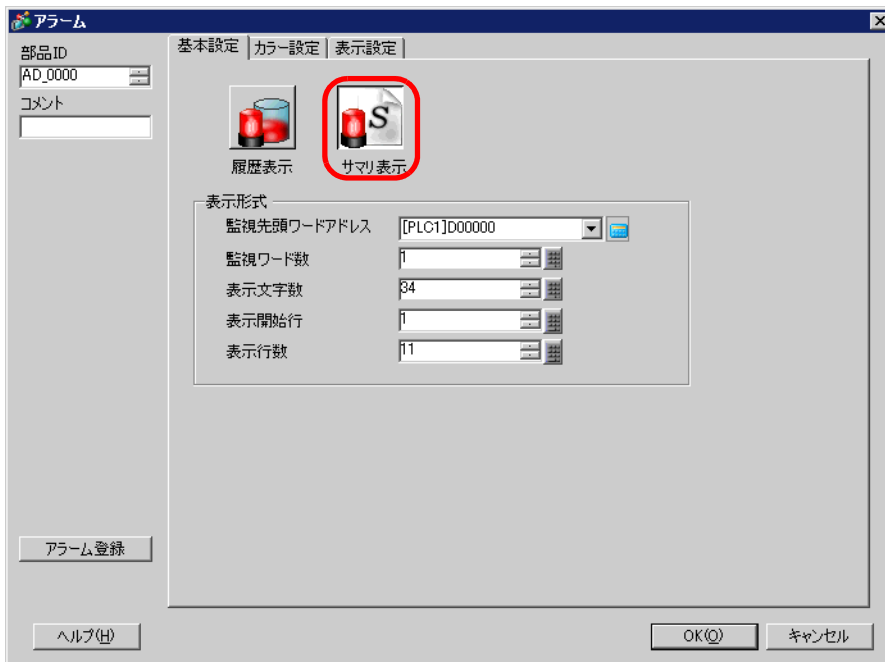 アラーム
部品ID
AD_0000
コメント
基本設定
カラー設定
表示設定
S
履歴表示
サマリ表示
表示形式
監視先頭ワードアドレス
[PLC1]D00000
監視ワード数
1
表示文字数
34
表示開始行
1
表示行数
11
アラーム登録
ヘルプ(H)
OK(O)
キャンセル